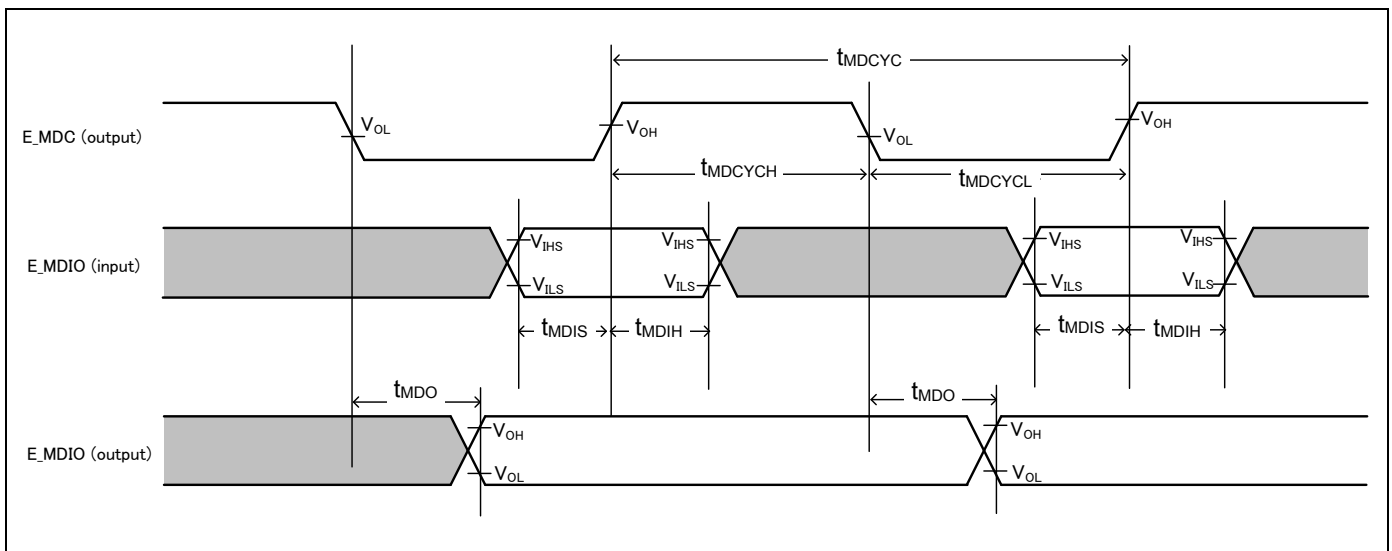 tMDCYC
E_MDC (output)
VOL
VOH
VOL
VOH
tMDCYCH
tMDCYCL
E_MDIO (input)
VIHS
VIHS
VIHS
VIHS
VILS
VILS
VILS
VILS
tMDIS
tMDIH
tMDIS
tMDIH
tMDO
tMDO
E_MDIO (output)
VOH
VOH
VOL
VOL